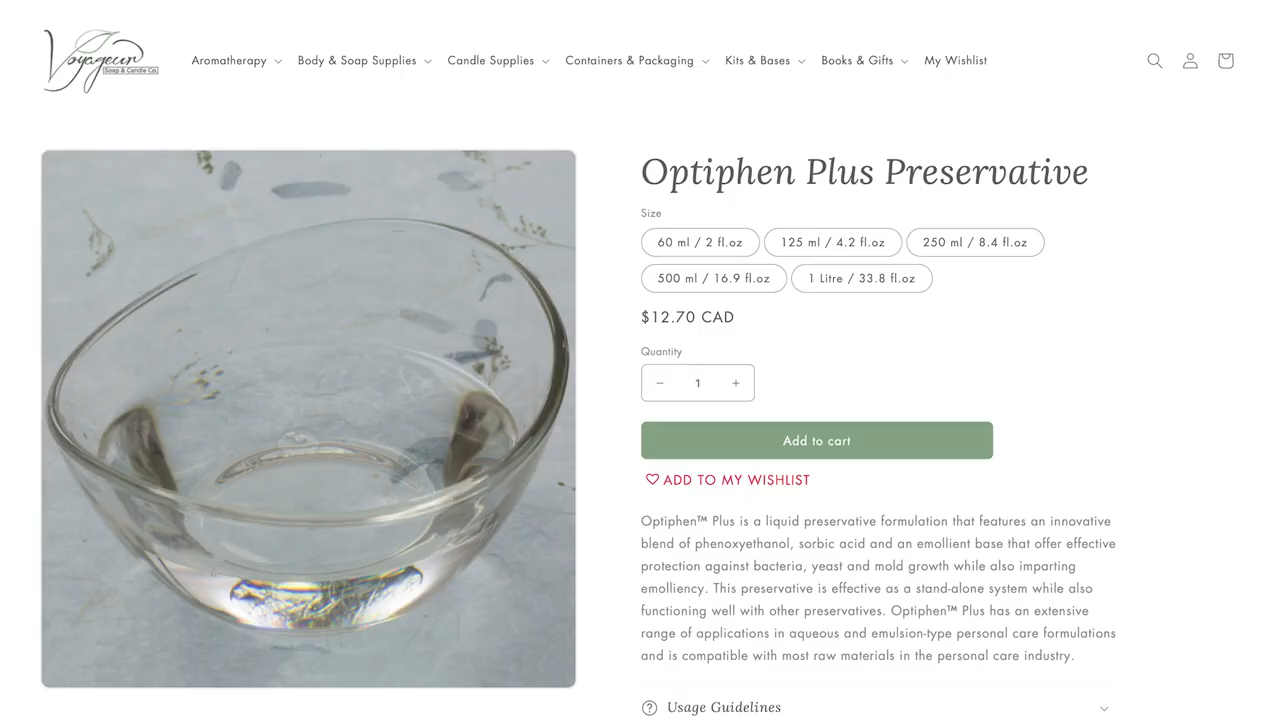 Voyageur
Soap & Candle Co.
Aromatherapy
Body & Soap Supplies
Candle Supplies
Containers & Packaging
Kits & Bases
Books & Gifts
My Wishlist
Optiphen Plus Preservative
Size
60 ml / 2 fl.oz
125 ml / 4.2 fl.oz
250 ml / 8.4 fl.oz
500 ml / 16.9 fl.oz
1 Litre / 33.8 fl.oz
$12.70 CAD
Quantity
− 1 +
Add to cart
ADD TO MY WISHLIST
Optiphen™ Plus is a liquid preservative formulation that features an innovative
blend of phenoxyethanol, sorbic acid and an emollient base that offer effective
protection against bacteria, yeast and mold growth while also imparting
emolliency. This preservative is effective as a stand-alone system while also
functioning well with other preservatives. Optiphen™ Plus has an extensive
range of applications in aqueous and emulsion-type personal care formulations
and is compatible with most raw materials in the personal care industry.
Usage Guidelines